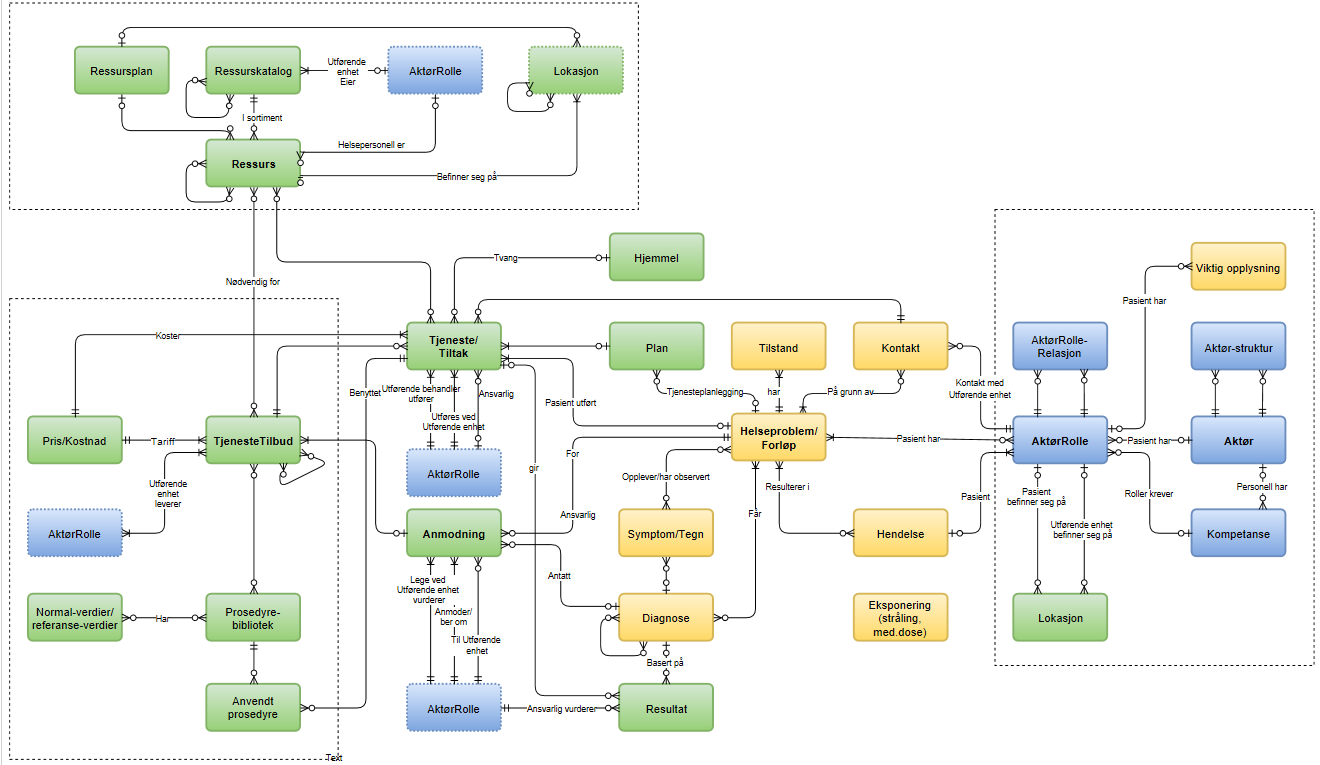 Ressursplan
Ressurskatalog
Utførende
enhet
Eier
AktørRolle
Lokasjon
I sortiment
Helsepersonell er
Ressurs
Befinner seg på
Nødvendig for
Tvang
Hjemmel
Viktig opplysning
Pasient har
Koster
Tjeneste/
Tiltak
Plan
Tilstand
Kontakt
AktørRolle-
Relasjon
Aktør-struktur
Benyttet
Utførende behandler
utfører
Ansvarlig
Utføres ved
Utførende enhet
Tjenesteplanlegging
har
På grunn av
Kontakt med
Utførende enhet
Pasient utført
Pris/Kostnad
Tariff
TjenesteTilbud
Helseproblem/
Forløp
Pasient har
AktørRolle
Pasient har
Aktør
For
gir
AktørRolle
Utførende
enhet
leverer
Opplever/har observert
Resulterer i
Pasient
Pasient
befinner seg på
Roller krever
Personell har
Ansvarlig
Får
AktørRolle
Anmodning
Symptom/Tegn
Hendelse
Utførende enhet
befinner seg på
Kompetanse
Lege ved
Utførende enhet
vurderer
Antatt
Anmoder/
ber om
Til Utførende
enhet
Normal-verdier/
referanse-verdier
Har
Prosedyre-
bibliotek
Diagnose
Eksponering
(stråling,
med.dose)
Lokasjon
Basert på
Anvendt
prosedyre
AktørRolle
Ansvarlig vurderer
Resultat
Text